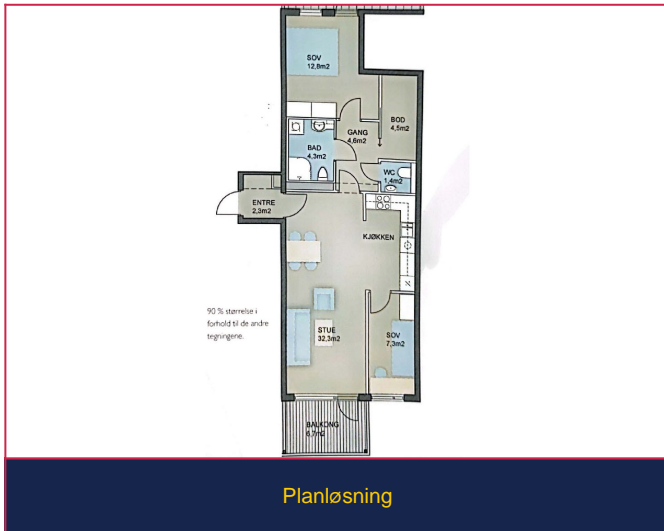 SOV
12,8m2
BOD
4,5m2
GANG
4,6m2
BAD
4,3m2
WC
1,4m2
ENTRE
2,3m2
KJØKKEN
90 % størrelse i
forhold til de andre
tegningene.
STUE
32,3m2
SOV
7,3m2
BALKONG
6,7m2
Planløsning